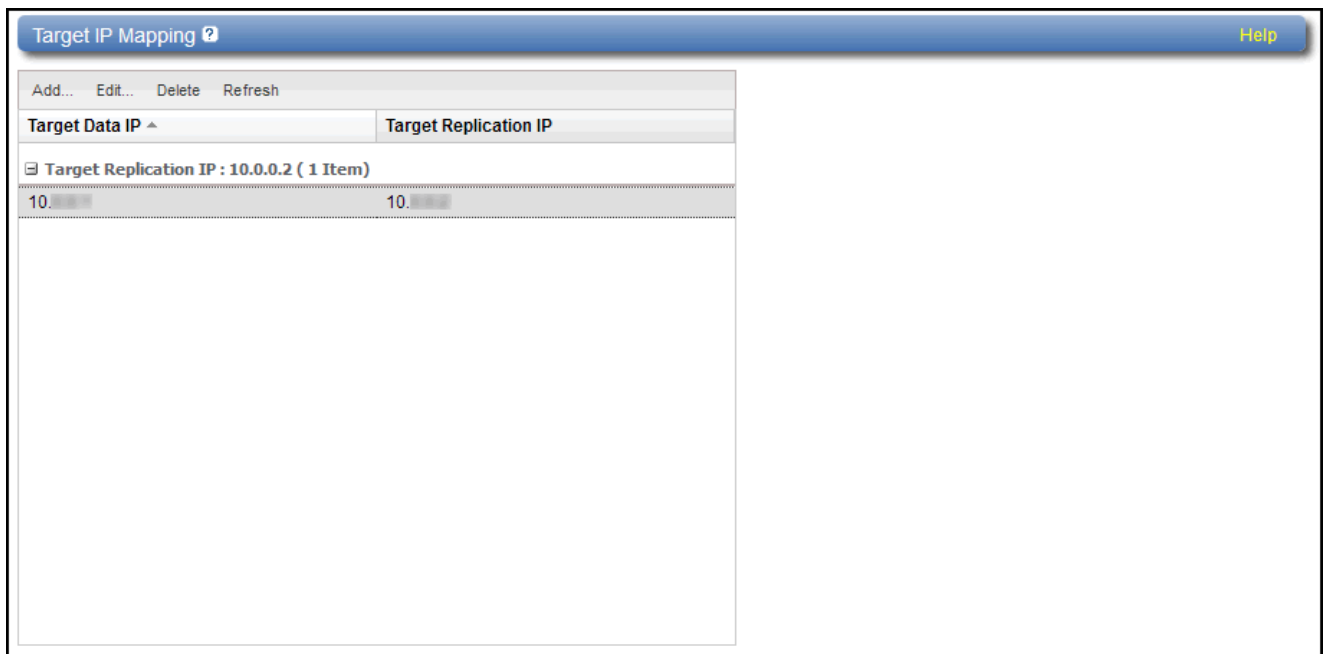 Target IP Mapping ?
Help
Add... Edit... Delete Refresh
Target Data IP Target Replication IP
Target Replication IP : 10.0.0.2 ( 1 Item)
10. 10.